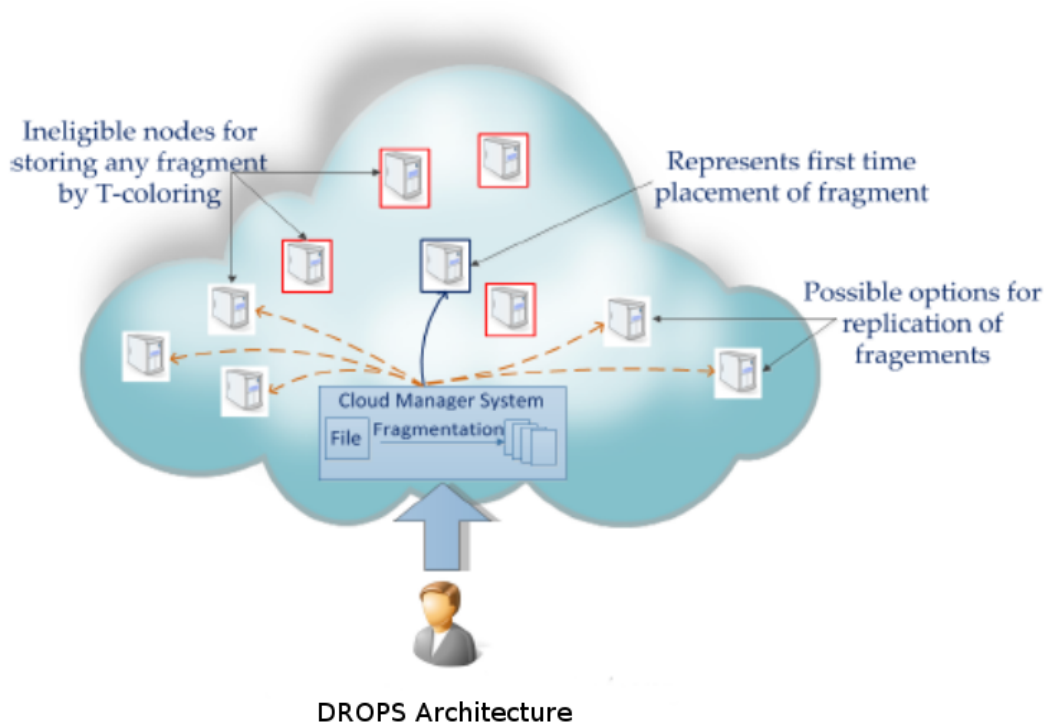 Ineligible nodes for
storing any fragment
by T-coloring
Represents first time
placement of fragment
Possible options for
replication of
fragements
Cloud Manager System
File
Fragmentation
DROPS Architecture